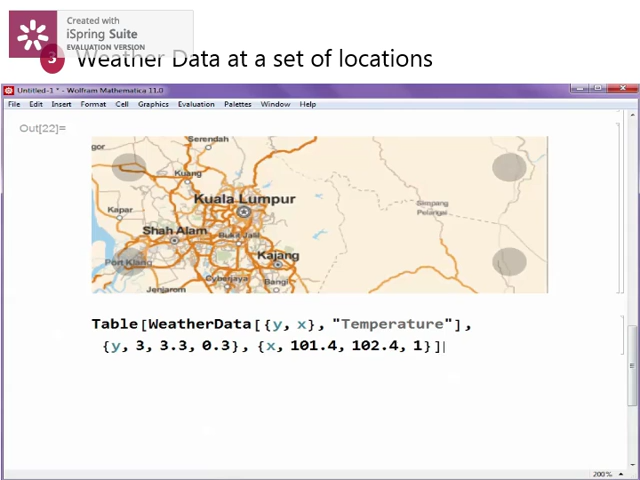 Created with
iSpring Suite
EVALUATION VERSION
3 Weather Data at a set of locations
Untitled-1 * - Wolfram Mathematica 11.0
File Edit Insert Format Cell Graphics Evaluation Palettes Window Help
Out[22]=
Serendah
gor
Kuang
Kapar
Kuala Lumpur
Simpang
Pelangai
Shah Alam
Bukit Jalil
Port Klang
Kajang
Cyberjaya
Bangi
Jenjarom
Table[WeatherData[{y, x}, "Temperature"],
{y, 3, 3.3, 0.3}, {x, 101.4, 102.4, 1}]
200%